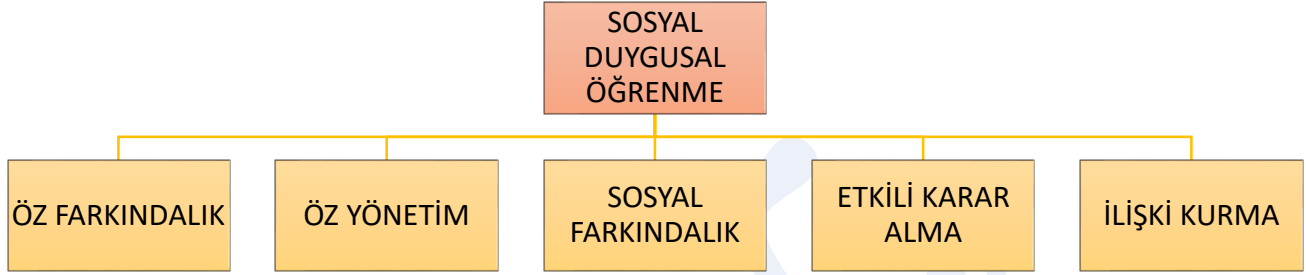 SOSYAL
DUYGUSAL
ÖĞRENME
ÖZ FARKINDALIK
ÖZ YÖNETİM
SOSYAL
FARKINDALIK
ETKİLİ KARAR
ALMA
İLİŞKİ KURMA